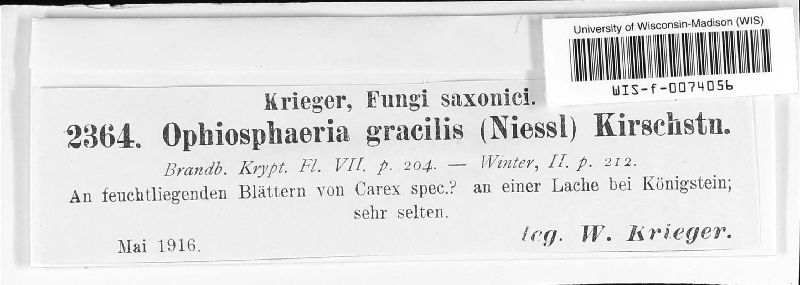 University of Wisconsin-Madison (WIS)
WIS-f-0074056
Krieger, Fungi saxonici.
2364. Ophiosphaeria gracilis (Niessl) Kirschstn.
Brandb. Krypt. Fl. VII. p. 204. — Winter, II. p. 212.
An feuchtliegenden Blättern von Carex spec.? an einer Lache bei Königstein;
sehr selten.
Mai 1916.
leg. W. Krieger.